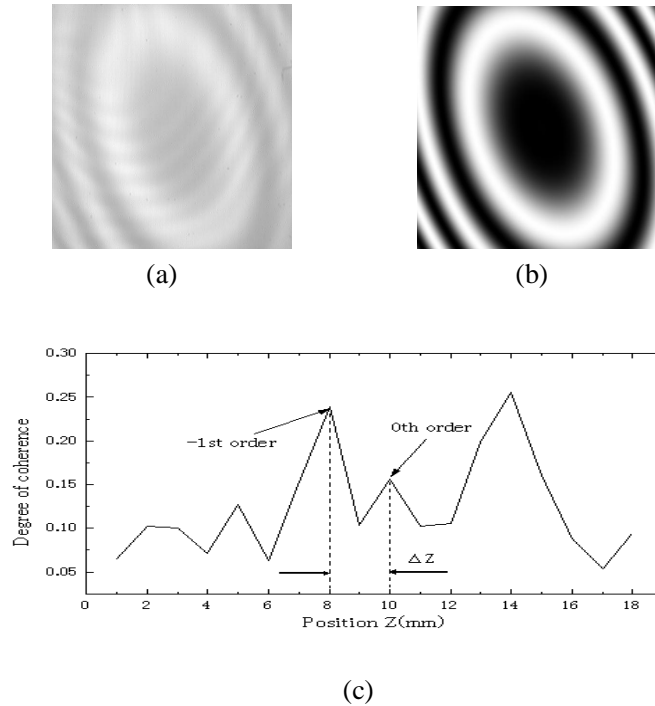 (a)
(b)
0.30
0.25
0.20
0.15
0.10
0.05
Degree of coherence
-1st order
0th order
ΔZ
0 2 4 6 8 10 12 14 16 18
Position Z(mm)
(c)